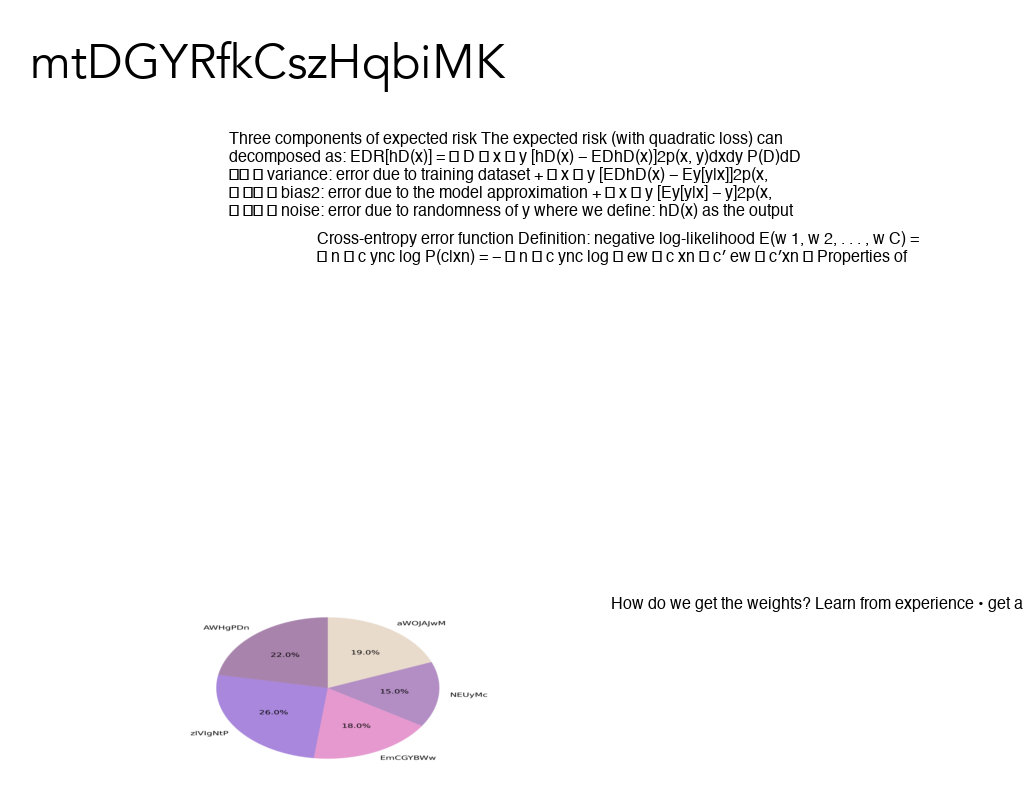 mtDGYRfkCszHqbiMK
Three components of expected risk The expected risk (with quadratic loss) can
decomposed as: EDR[hD(x)] = □ D □ x □ y [hD(x) − EDhD(x)]2p(x, y)dxdy P(D)dD
□□ □ variance: error due to training dataset + □ x □ y [EDhD(x) − Ey[y|x]]2p(x,
□ □□ □ bias2: error due to the model approximation + □ x □ y [Ey[y|x] − y]2p(x,
□ □□ □ noise: error due to randomness of y where we define: hD(x) as the output
Cross-entropy error function Definition: negative log-likelihood E(w 1, w 2, . . . , w C) =
□ n □ c ync log P(c|xn) = − □ n □ c ync log □ ew □ c xn □ c′ ew □ c′xn □ Properties of
How do we get the weights? Learn from experience • get a
AWHgPDn
aWOJAJwM
22.0%
19.0%
15.0%
NEUyMc
26.0%
18.0%
zlVIgNtP
EmCGYBWw